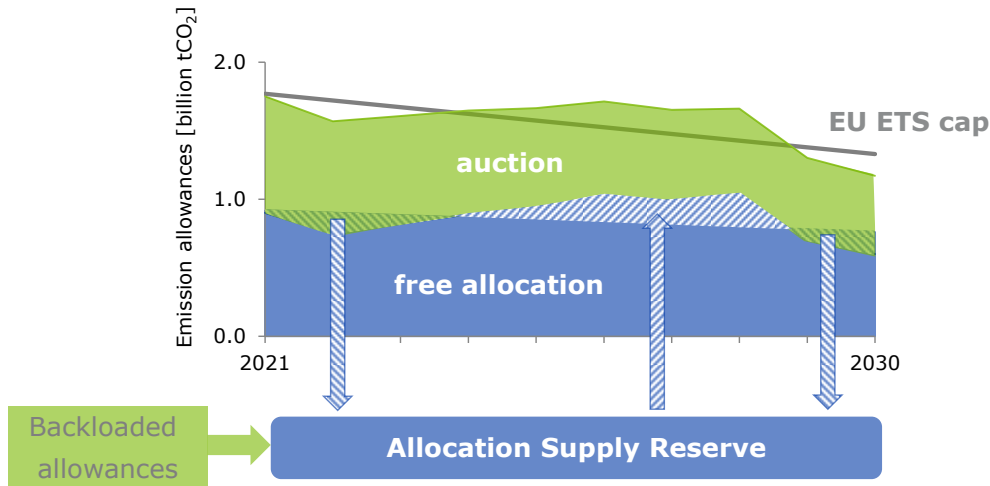 Emission allowances [billion tCO₂]
2.0
1.0
0.0
EU ETS cap
auction
free allocation
2021
2030
Backloaded
allowances
Allocation Supply Reserve